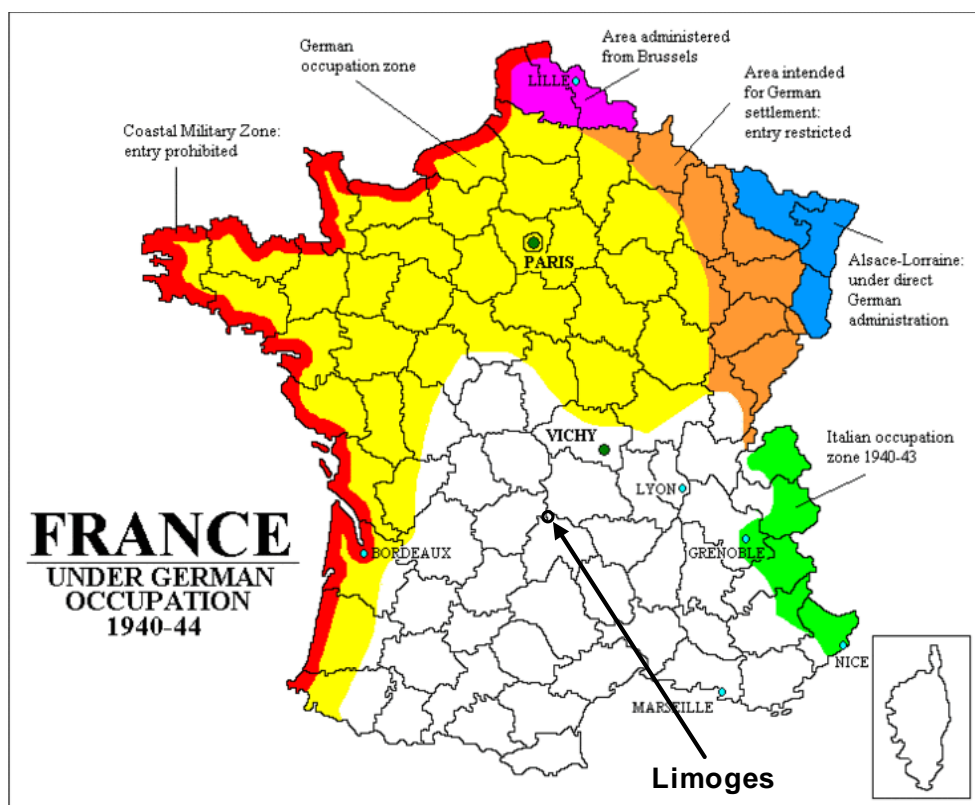 German
occupation zone
Area administered
from Brussels
LILLE
Area intended
for German
settlement:
entry restricted
Coastal Military Zone:
entry prohibited
PARIS
Alsace-Lorraine:
under direct
German
administration
VICHY
Italian occupation
zone 1940-43
LYON
FRANCE
UNDER GERMAN
OCCUPATION
1940-44
BORDEAUX
GRENOBLE
NICE
MARSEILLE
Limoges